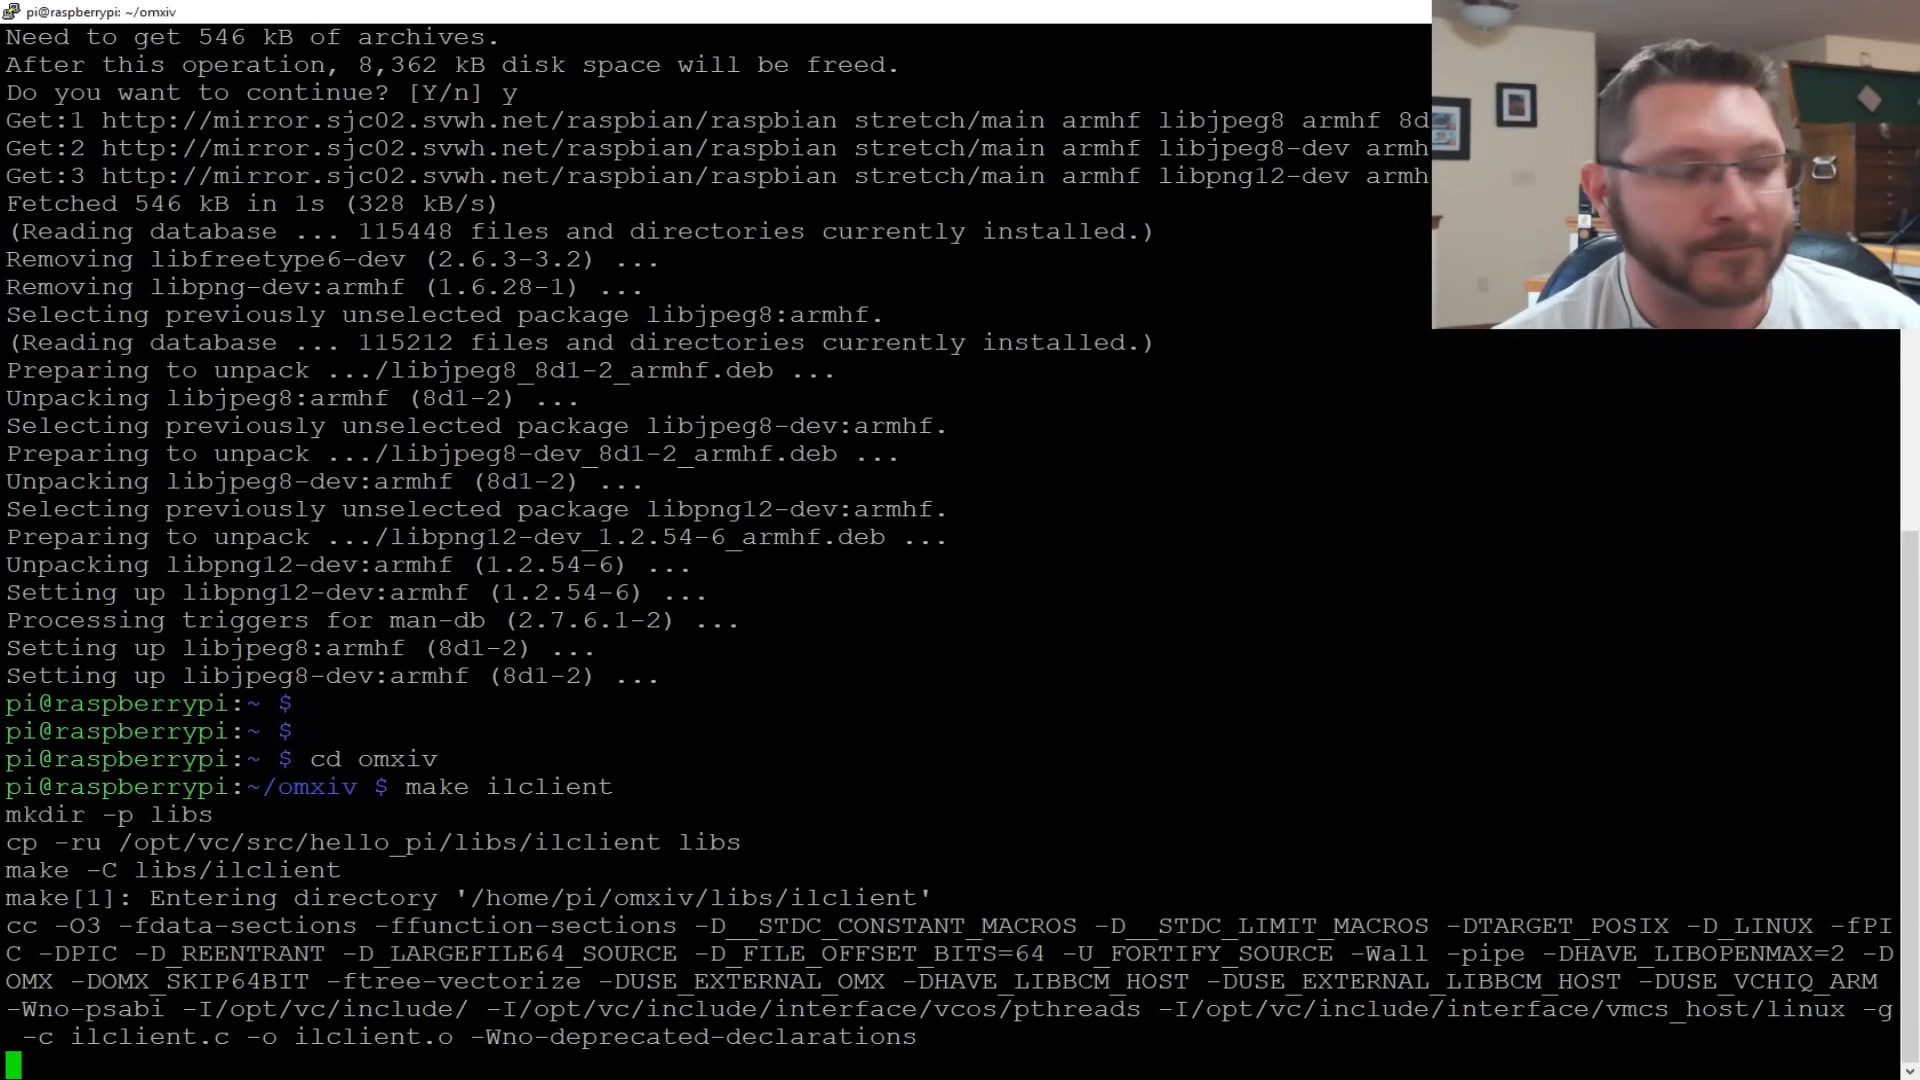 pi@raspberrypi: ~/omxiv
Need to get 546 kB of archives.
After this operation, 8,362 kB disk space will be freed.
Do you want to continue? [Y/n] y
Get:1 http://mirror.sjc02.svwh.net/raspbian/raspbian stretch/main armhf libjpeg8 armhf 8d
Get:2 http://mirror.sjc02.svwh.net/raspbian/raspbian stretch/main armhf libjpeg8-dev armh
Get:3 http://mirror.sjc02.svwh.net/raspbian/raspbian stretch/main armhf libpng12-dev armh
Fetched 546 kB in 1s (328 kB/s)
(Reading database ... 115448 files and directories currently installed.)
Removing libfreetype6-dev (2.6.3-3.2) ...
Removing libpng-dev:armhf (1.6.28-1) ...
Selecting previously unselected package libjpeg8:armhf.
(Reading database ... 115212 files and directories currently installed.)
Preparing to unpack .../libjpeg8_8d1-2_armhf.deb ...
Unpacking libjpeg8:armhf (8d1-2) ...
Selecting previously unselected package libjpeg8-dev:armhf.
Preparing to unpack .../libjpeg8-dev_8d1-2_armhf.deb ...
Unpacking libjpeg8-dev:armhf (8d1-2) ...
Selecting previously unselected package libpng12-dev:armhf.
Preparing to unpack .../libpng12-dev_1.2.54-6_armhf.deb ...
Unpacking libpng12-dev:armhf (1.2.54-6) ...
Setting up libpng12-dev:armhf (1.2.54-6) ...
Processing triggers for man-db (2.7.6.1-2) ...
Setting up libjpeg8:armhf (8d1-2) ...
Setting up libjpeg8-dev:armhf (8d1-2) ...
pi@raspberrypi:~ $
pi@raspberrypi:~ $
pi@raspberrypi:~ $ cd omxiv
pi@raspberrypi:~/omxiv $ make ilclient
mkdir -p libs
cp -ru /opt/vc/src/hello_pi/libs/ilclient libs
make -C libs/ilclient
make[1]: Entering directory '/home/pi/omxiv/libs/ilclient'
cc -O3 -fdata-sections -ffunction-sections -D__STDC_CONSTANT_MACROS -D__STDC_LIMIT_MACROS -DTARGET_POSIX -D_LINUX -fPI
C -DPIC -D_REENTRANT -D_LARGEFILE64_SOURCE -D_FILE_OFFSET_BITS=64 -U_FORTIFY_SOURCE -Wall -pipe -DHAVE_LIBOPENMAX=2 -D
OMX -DOMX_SKIP64BIT -ftree-vectorize -DUSE_EXTERNAL_OMX -DHAVE_LIBBCM_HOST -DUSE_EXTERNAL_LIBBCM_HOST -DUSE_VCHIQ_ARM
-Wno-psabi -I/opt/vc/include/ -I/opt/vc/include/interface/vcos/pthreads -I/opt/vc/include/interface/vmcs_host/linux -g
-c ilclient.c -o ilclient.o -Wno-deprecated-declarations